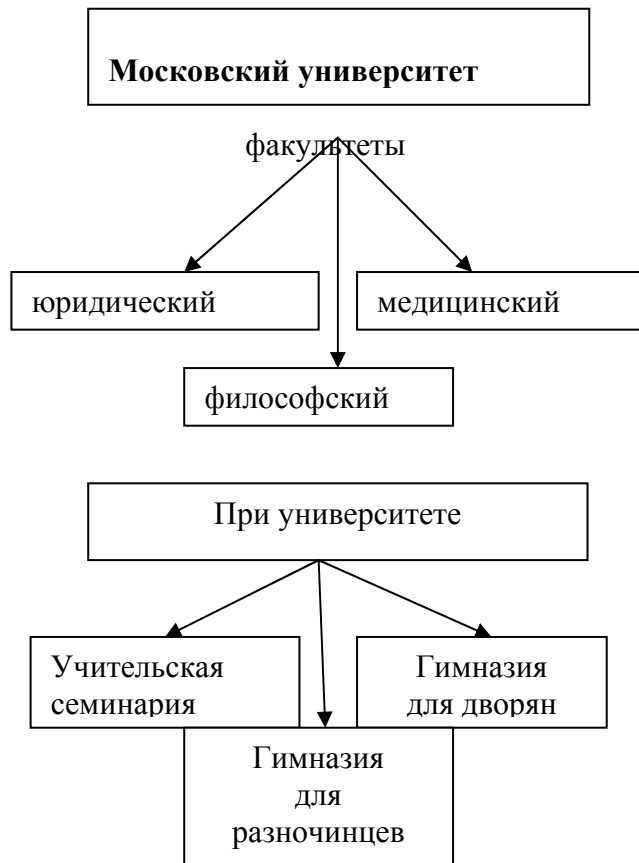 Московский университет
факультеты
юридический
медицинский
философский
При университете
Учительская
семинария
Гимназия
для дворян
Гимназия
для
разночинцев